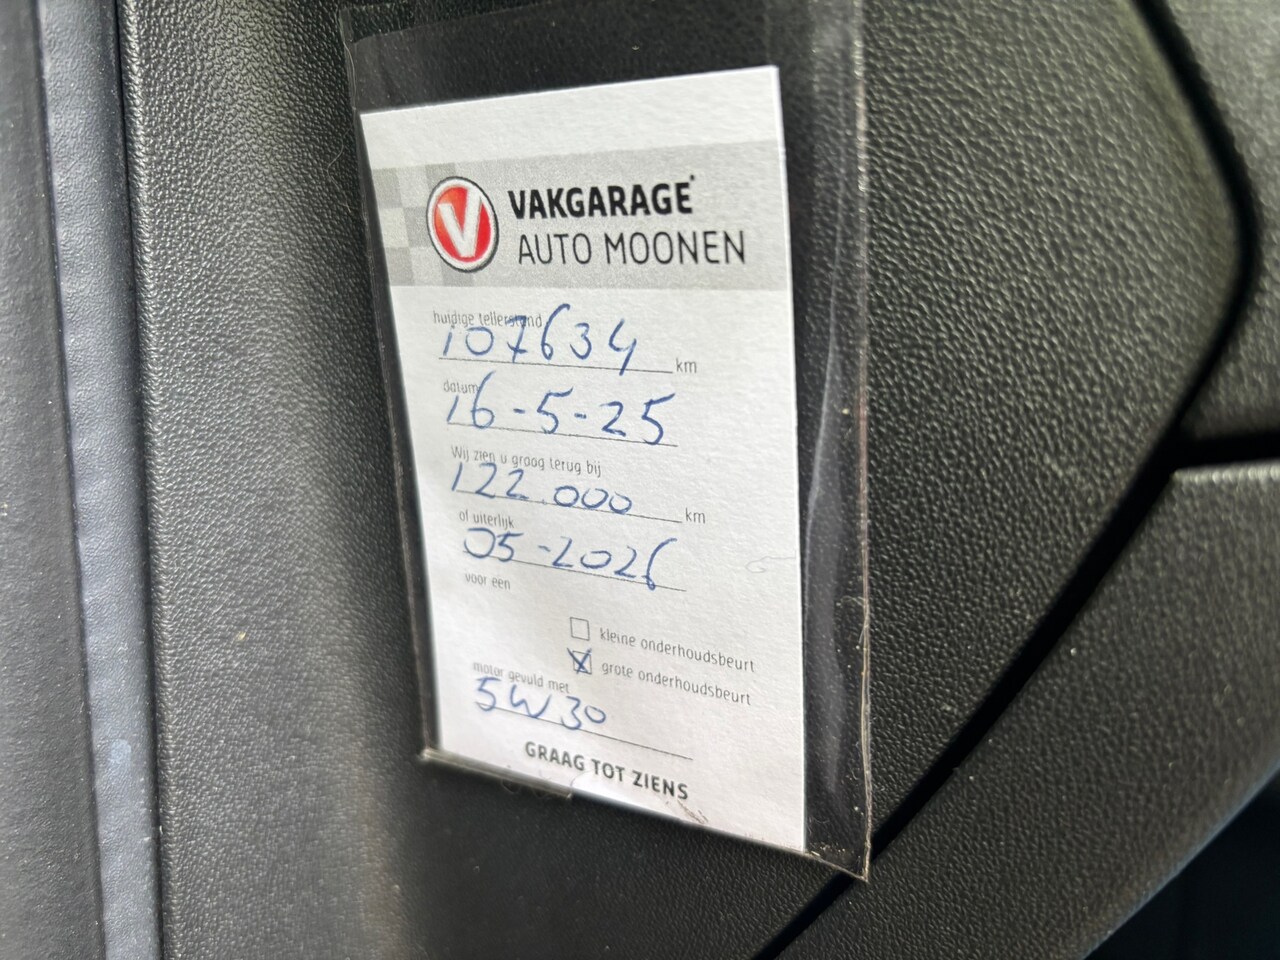 V
VAKGARAGE
AUTO MOONEN
huidige tellerstand
107634 km
datum
16-5-25
Wij zien u graag terug bij
122.000 km
of uiterlijk
05-2026
voor een
kleine onderhoudsbeurt
grote onderhoudsbeurt
motor gevuld met
5W30
GRAAG TOT ZIENS